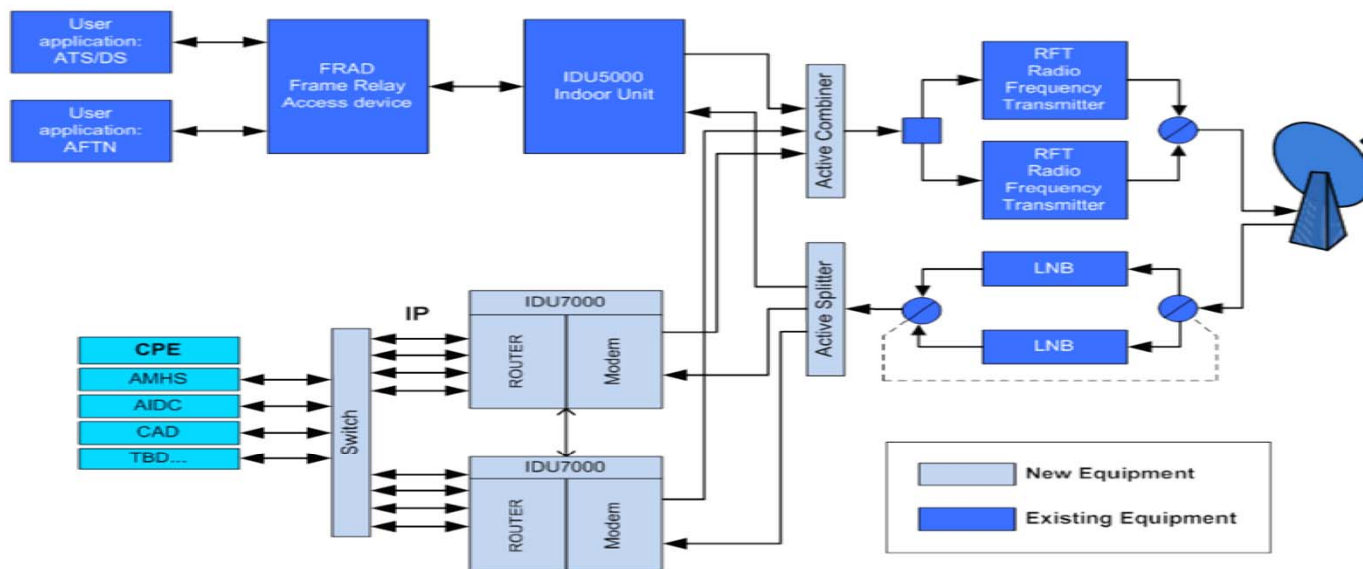 User
application:
ATS/DS
User
application:
AFTN
FRAD
Frame Relay
Access device
IDU5000
Indoor Unit
Active Combiner
RFT
Radio
Frequency
Transmitter
RFT
Radio
Frequency
Transmitter
LNB
LNB
Active Splitter
IP
IDU7000
ROUTER
Modem
CPE
AMHS
AIDC
CAD
TBD...
Switch
IDU7000
ROUTER
Modem
New Equipment
Existing Equipment